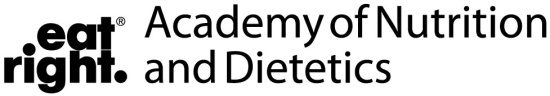 eat®
right.
Academy of Nutrition
and Dietetics